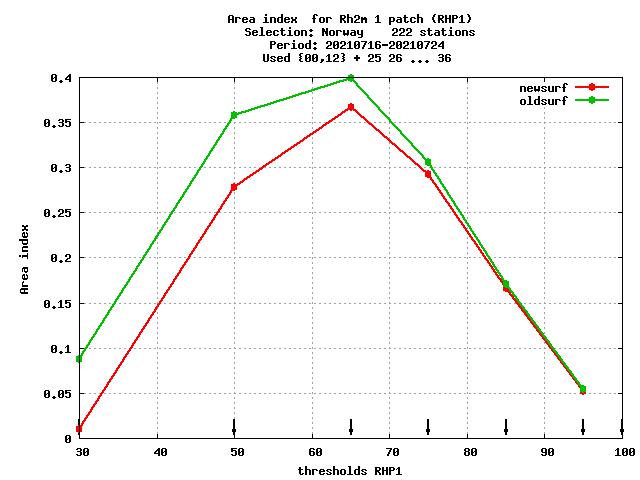 Area index  for Rh2m 1 patch (RHP1)
Selection: Norway    222 stations
Period: 20210716-20210724
Used {00,12} + 25 26 ... 36
newsurf
oldsurf
0.4
0.35
0.3
0.25
0.2
0.15
0.1
0.05
0
Area index
30 40 50 60 70 80 90 100
thresholds RHP1